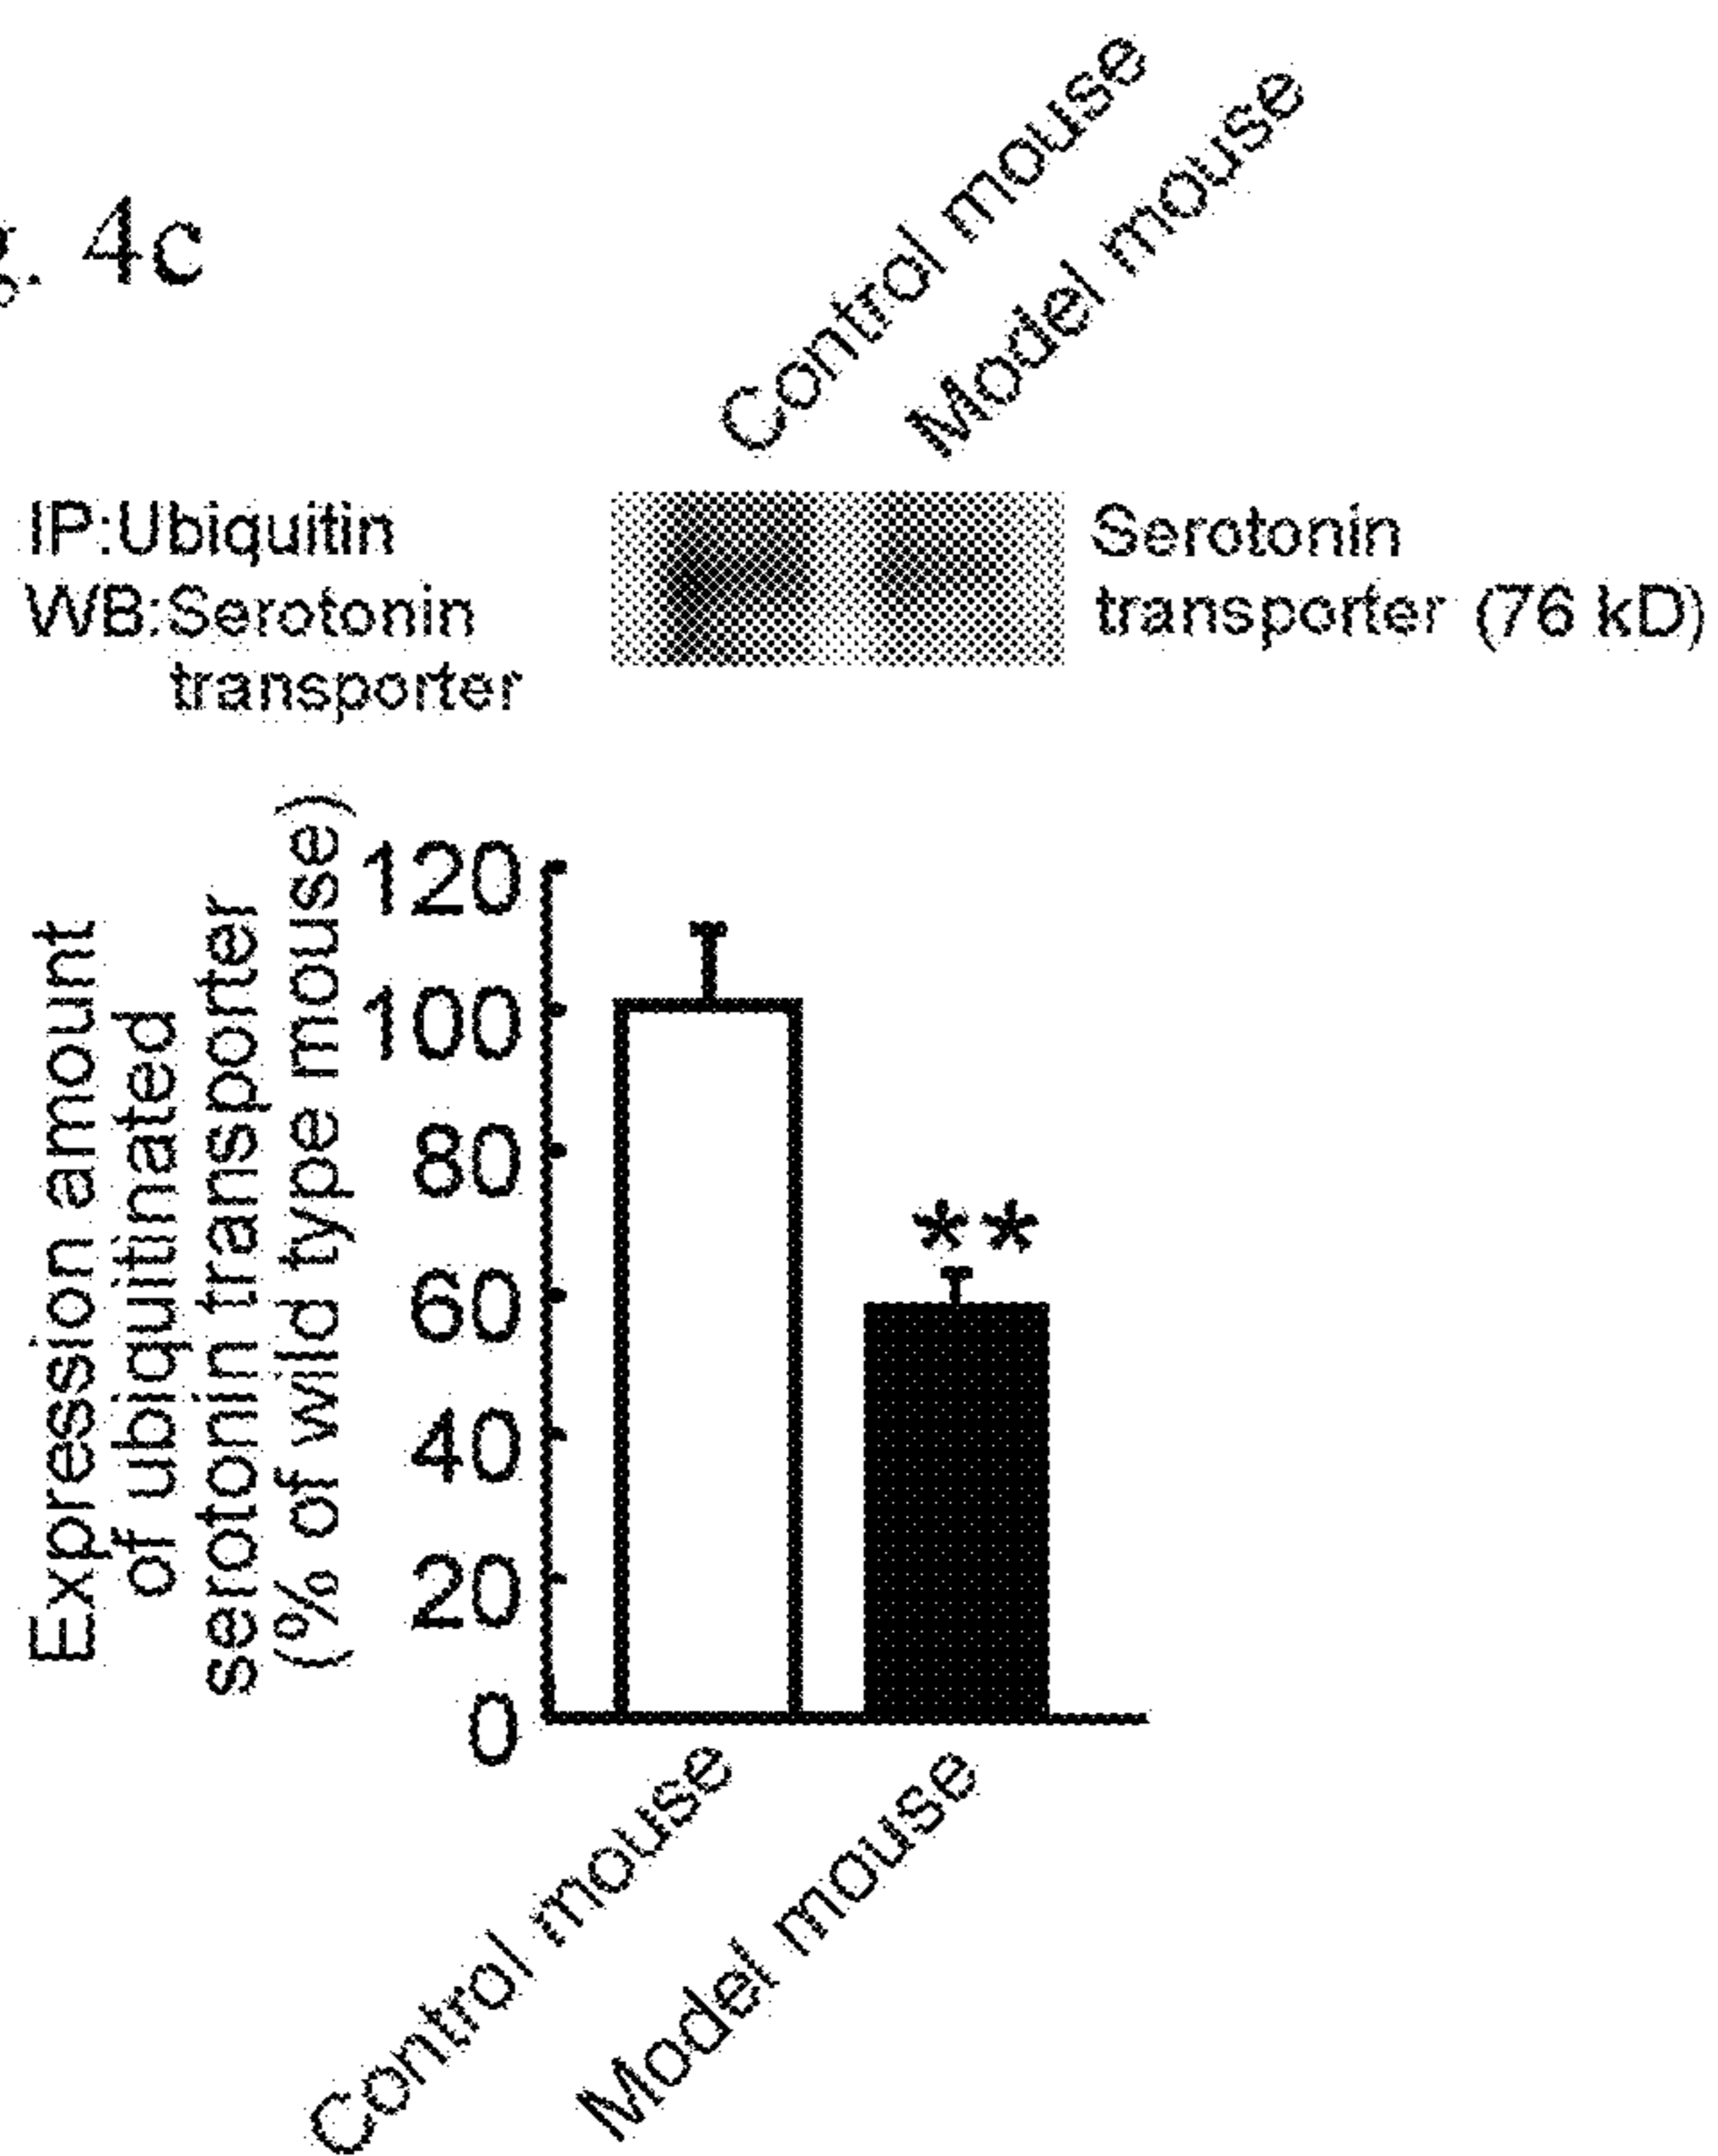 g. 4c
Control mouse
Model mouse
IP:Ubiquitin
WB:Serotonin
transporter
Serotonin
transporter (76 kD)
Expression amount
of ubiquitinated
serotonin transporter
(% of wild type mouse)
120
100
80
60
40
20
0
**
Control mouse
Model mouse